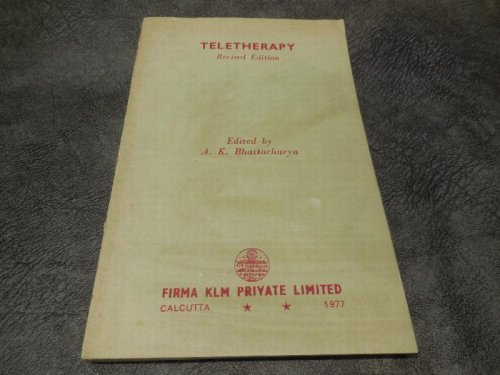 TELETHERAPY
Revised Edition
Edited by
A. K. Bhattacharya
FIRMA KLM PRIVATE LIMITED
CALCUTTA ★ ★ 1977